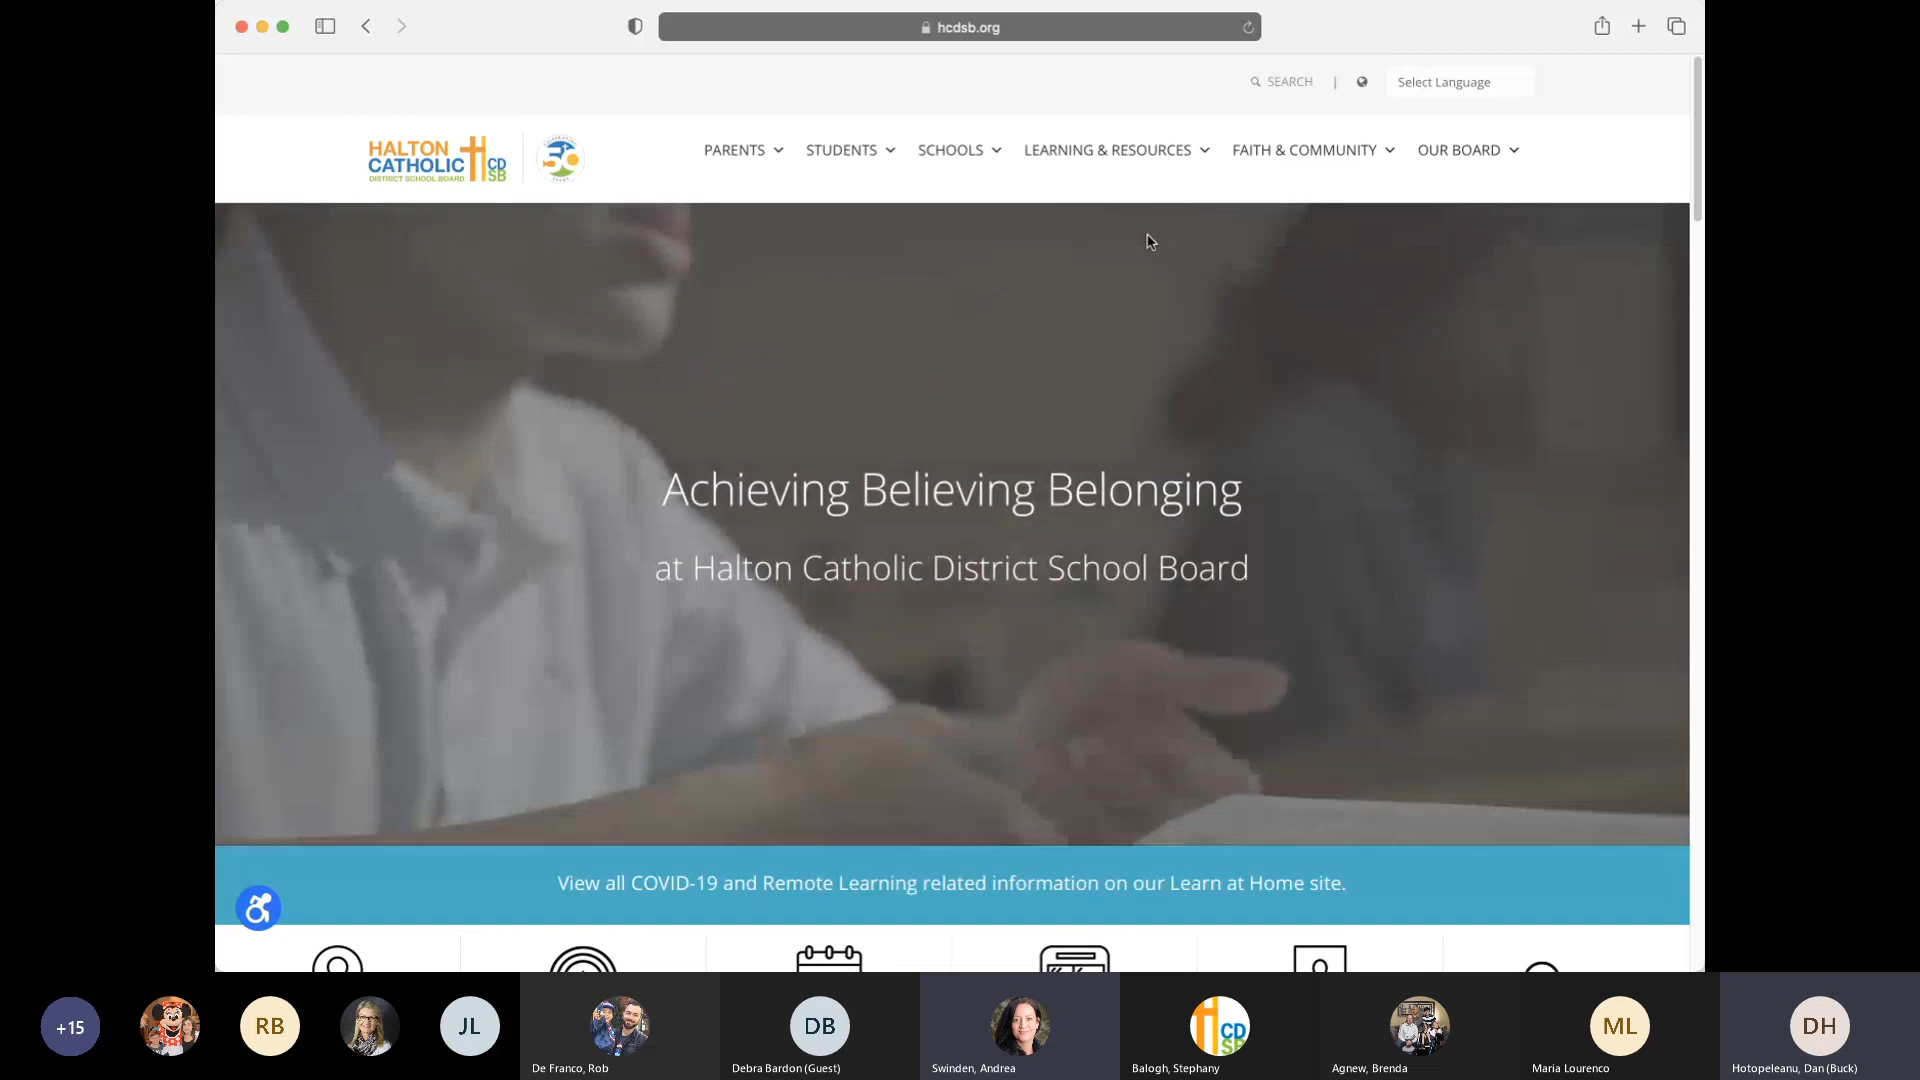 hcdsb.org
SEARCH | Select Language
HALTON
CATHOLIC
DISTRICT SCHOOL BOARD
CD
SB
PARENTS STUDENTS SCHOOLS LEARNING & RESOURCES FAITH & COMMUNITY OUR BOARD
Achieving Believing Belonging
at Halton Catholic District School Board
View all COVID-19 and Remote Learning related information on our Learn at Home site.
+15 RB JL DB CD SB ML DH
De Franco, Rob Debra Bardon (Guest) Swinden, Andrea Balogh, Stephany Agnew, Brenda Maria Lourenco Hotopeleanu, Dan (Buck)